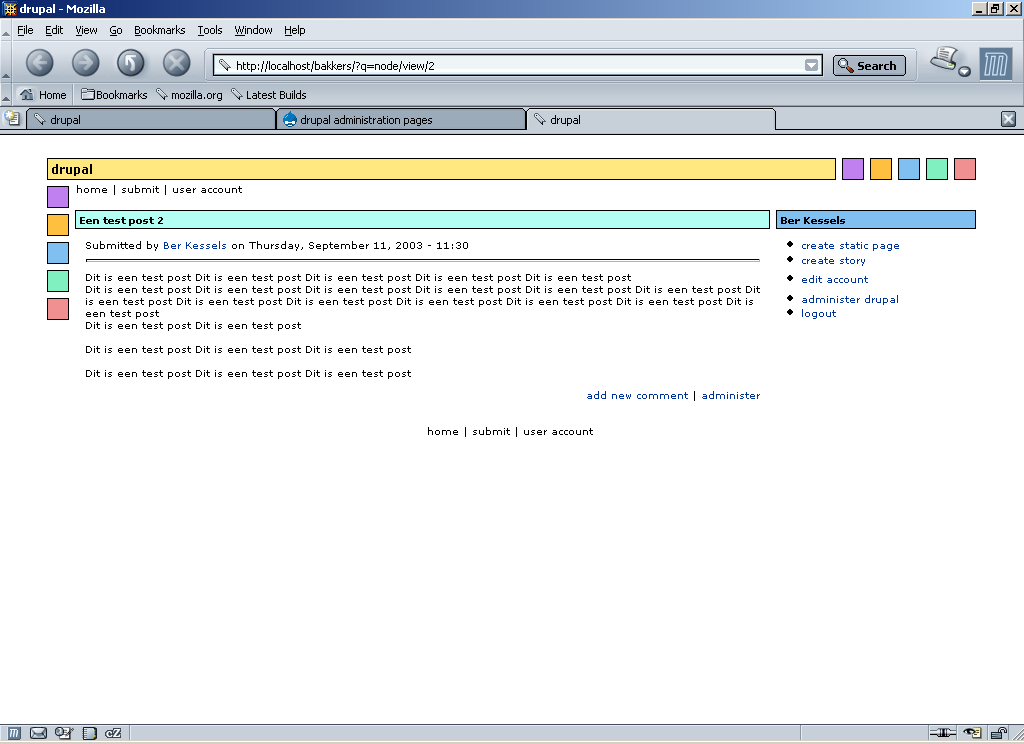 drupal - Mozilla
File Edit View Go Bookmarks Tools Window Help
http://localhost/bakkers/?q=node/view/2 Search
Home Bookmarks mozilla.org Latest Builds
drupal drupal administration pages drupal
drupal
home | submit | user account
Een test post 2
Submitted by Ber Kessels on Thursday, September 11, 2003 - 11:30
Dit is een test post Dit is een test post Dit is een test post Dit is een test post Dit is een test post
Dit is een test post Dit is een test post Dit is een test post Dit is een test post Dit is een test post Dit is een test post Dit
is een test post Dit is een test post Dit is een test post Dit is een test post Dit is een test post Dit is een test post Dit is
een test post
Dit is een test post Dit is een test post
Dit is een test post Dit is een test post Dit is een test post
Dit is een test post Dit is een test post Dit is een test post
add new comment | administer
Ber Kessels
create static page
create story
edit account
administer drupal
logout
home | submit | user account
cZ